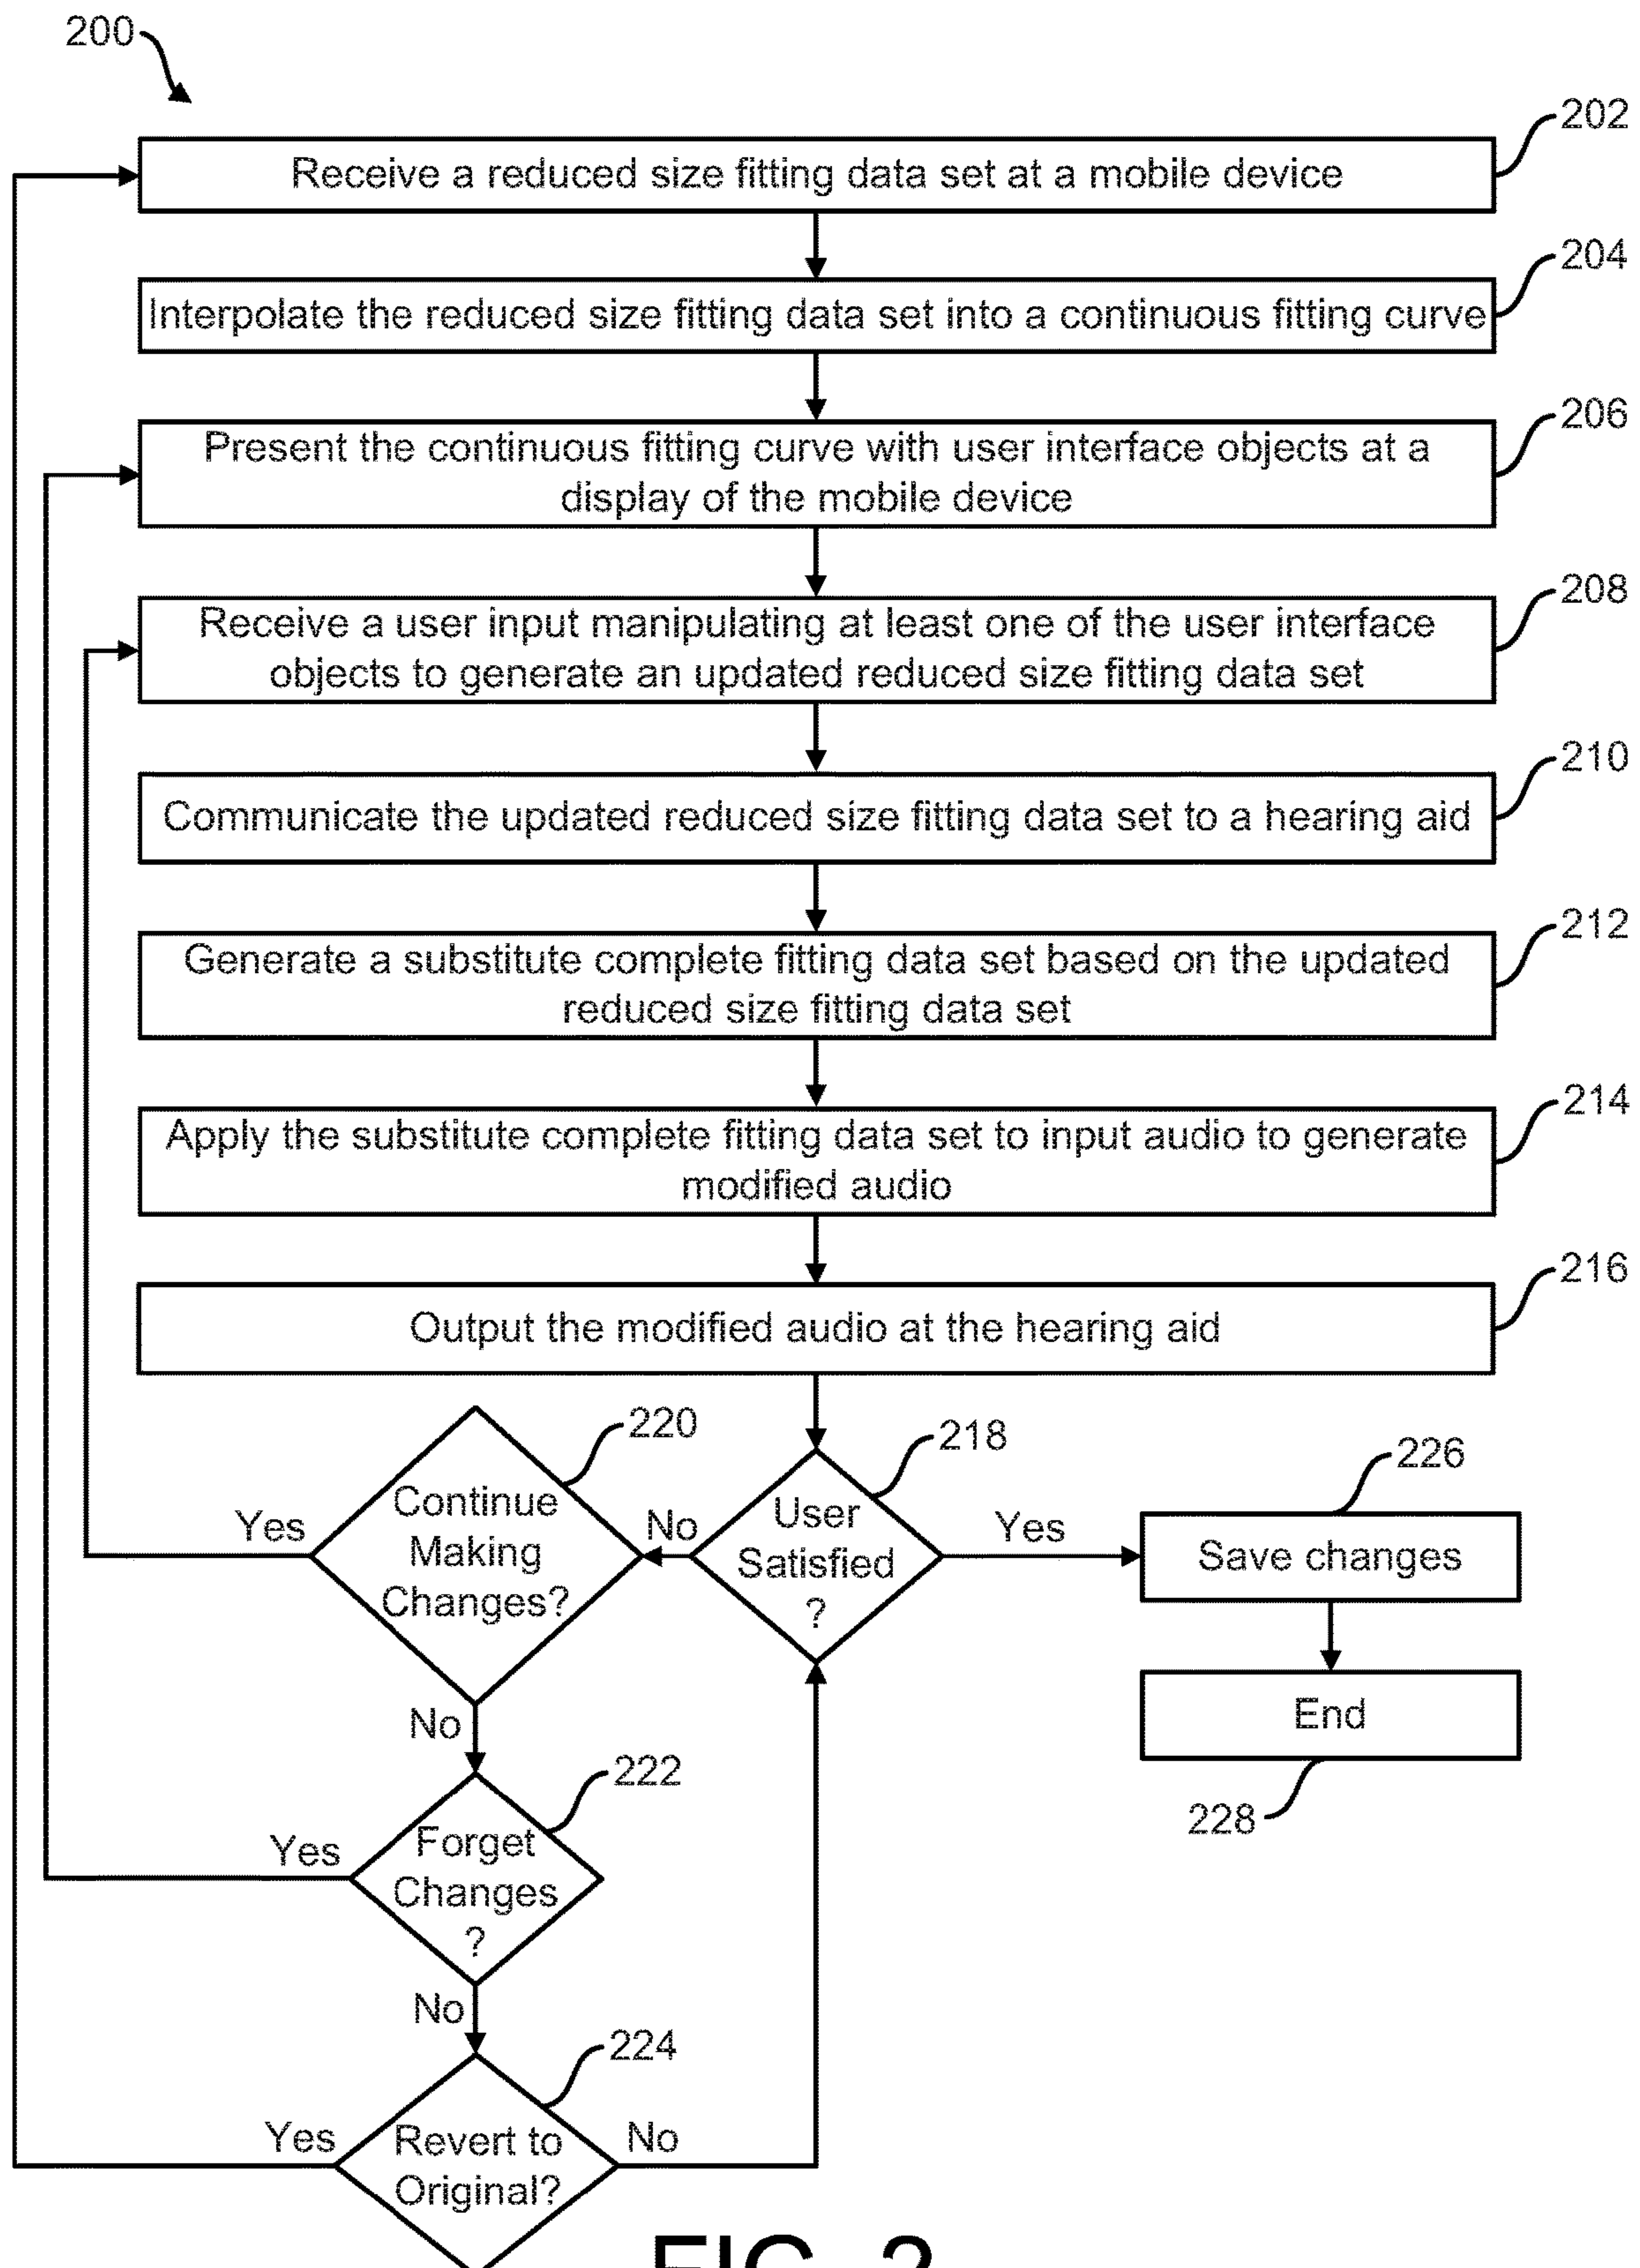 200
202
Receive a reduced size fitting data set at a mobile device
204
Interpolate the reduced size fitting data set into a continuous fitting curve
206
Present the continuous fitting curve with user interface objects at a
display of the mobile device
208
Receive a user input manipulating at least one of the user interface
objects to generate an updated reduced size fitting data set
210
Communicate the updated reduced size fitting data set to a hearing aid
212
Generate a substitute complete fitting data set based on the updated
reduced size fitting data set
214
Apply the substitute complete fitting data set to input audio to generate
modified audio
216
Output the modified audio at the hearing aid
218
User
Satisfied
?
No
Yes
220
Continue
Making
Changes?
Yes
No
226
Save changes
End
228
222
Forget
Changes
?
Yes
No
224
Revert to
Original?
Yes
No
FIG. 2